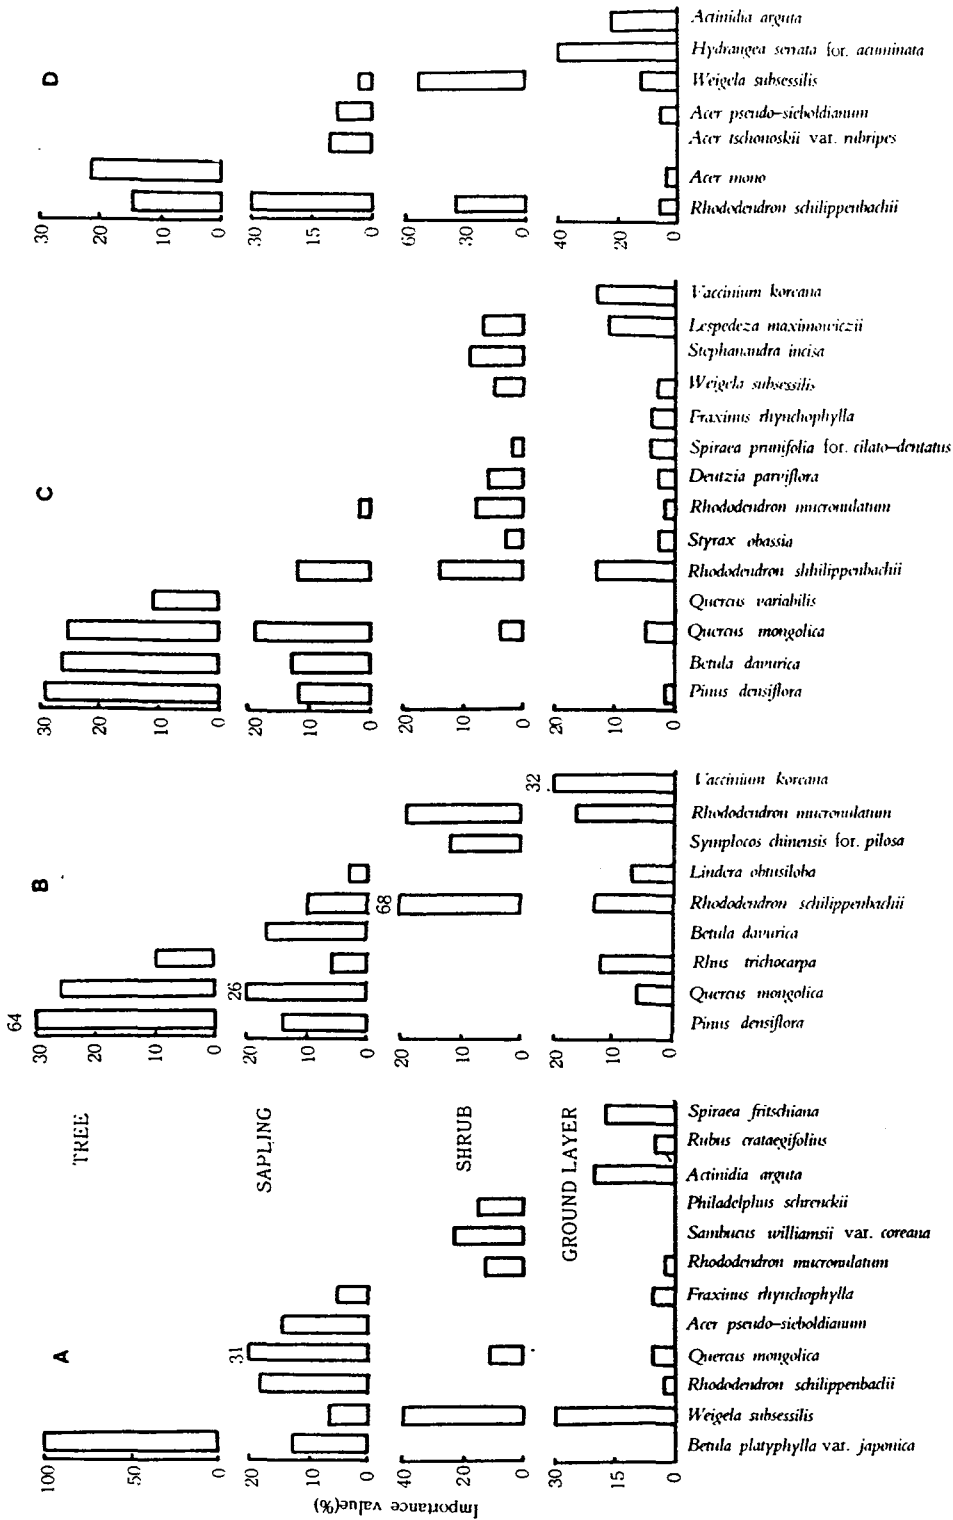 D
30
20
10
0
30
15
0
60
30
0
40
20
0
Actinidia arguta
Hydrangea serrata for. acuminata
Weigela subsessilis
Acer pseudo-sieboldianum
Acer tschonoskii var. rubripes
Acer mono
Rhododendron schilippenbachii
C
30
20
10
0
20
10
0
20
10
0
20
10
0
Vaccinium koreana
Lespedeza maximowiczii
Stephanandra incisa
Weigela subsessilis
Fraxinus rhynchophylla
Spiraea prunifolia for. cilato-dentatus
Deutzia parviflora
Rhododendron mucronulatum
Styrax obassia
Rhododendron shhilippenbachii
Quercus variabilis
Quercus mongolica
Betula davurica
Pinus densiflora
B
64
30
20
10
0
26
20
10
0
68
20
10
0
32
20
10
0
Vaccinium koreana
Rhododendron mucronulatum
Symplocos chinensis for. pilosa
Lindera obtusiloba
Rhododendron schilippenbachii
Betula davurica
Rhus trichocarpa
Quercus mongolica
Pinus densiflora
TREE
SAPLING
SHRUB
GROUND LAYER
A
100
50
0
31
20
10
0
40
20
0
30
15
0
Spiraea fritschiana
Rubus crataegifolius
Actinidia arguta
Philadelphus schrenckii
Sambucus williamsii var. coreana
Rhododendron mucronulatum
Fraxinus rhynchophylla
Acer pseudo-sieboldianum
Quercus mongolica
Rhododendron schilippenbachii
Weigela subsessilis
Betula platyphylla var. japonica
Importance value(%)